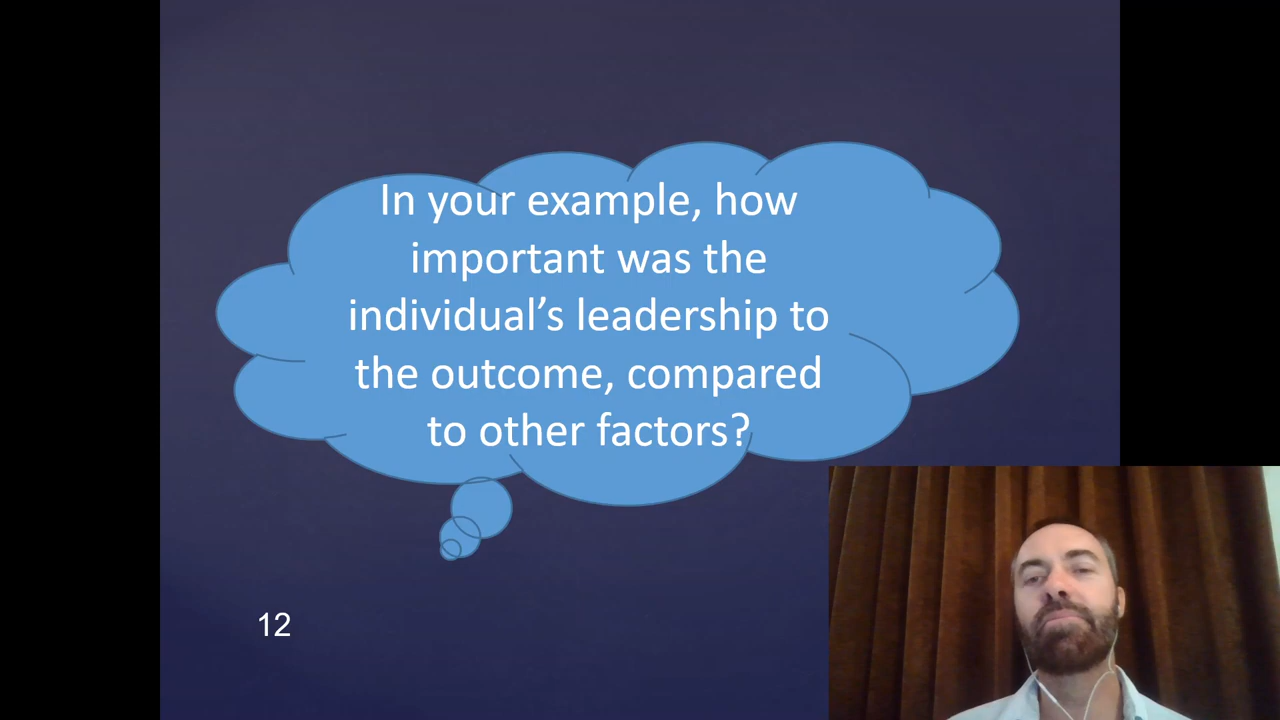 In your example, how
important was the
individual’s leadership to
the outcome, compared
to other factors?
12